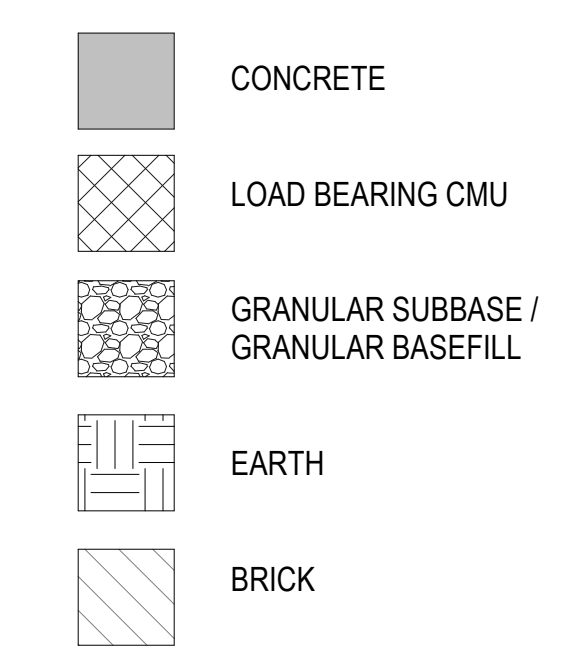 CONCRETE
LOAD BEARING CMU
GRANULAR SUBBASE /
GRANULAR BASEFILL
EARTH
BRICK